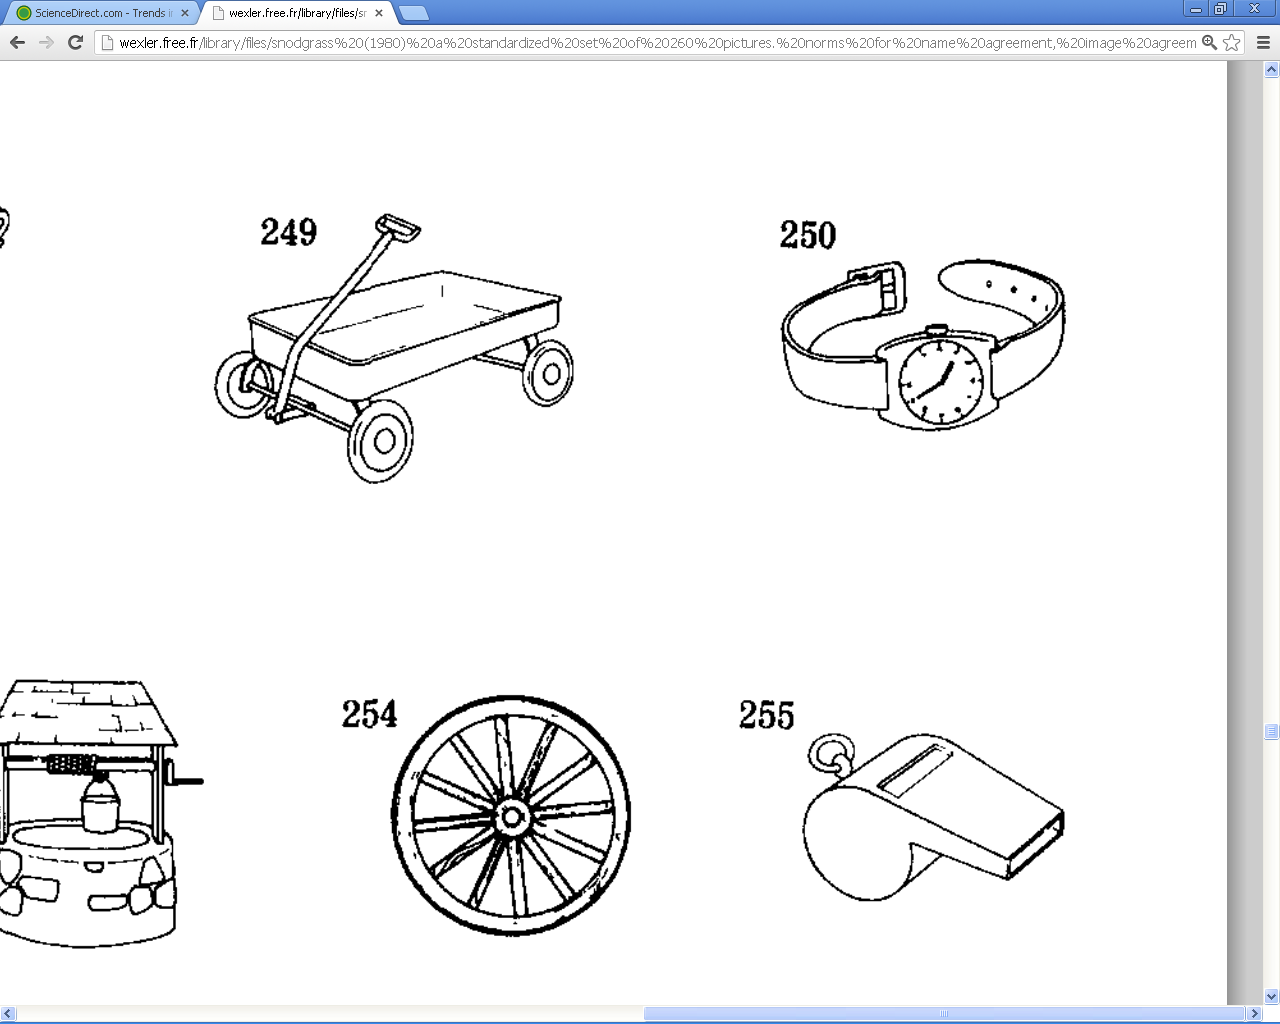 ScienceDirect.com - Trends i
wexler.free.fr/library/files/sr
wexler.free.fr/library/files/snodgrass%20(1980)%20a%20standardized%20set%20of%20260%20pictures.%20norms%20for%20name%20agreement,%20image%20agreem
249
250
254
255